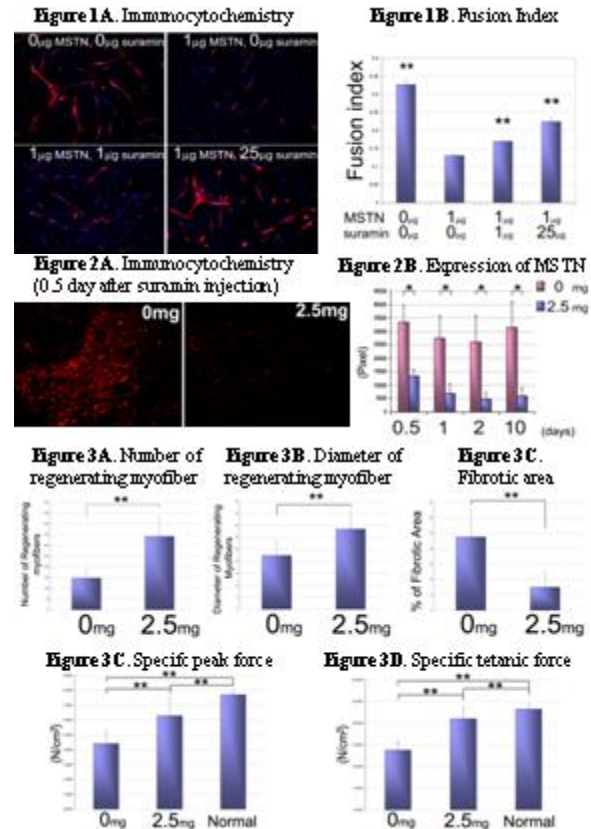 Figure 1A. Immunocytochemistry
0µg MSTN, 0µg suramin
1µg MSTN, 0µg suramin
1µg MSTN, 1µg suramin
1µg MSTN, 25µg suramin
Figure 1B. Fusion Index
Fusion index
**
**
**
MSTN 0µg 1µg 1µg 1µg
suramin 0µg 0µg 1µg 25µg
Figure 2A. Immunocytochemistry
(0.5 day after suramin injection)
0mg
2.5mg
Figure 2B. Expression of MSTN
0 mg
2.5 mg
(Pixel)
* * * *
0.5 1 2 10 (days)
Figure 3A. Number of
regenerating myofiber
Number of Regenerating
myofibers
**
0mg 2.5mg
Figure 3B. Diameter of
regenerating myofiber
Diameter of Regenerating
Myofibers
**
0mg 2.5mg
Figure 3C.
Fibrotic area
% of Fibrotic Area
**
0mg 2.5mg
Figure 3C. Specifc peak force
(N/cm²)
**
** **
0mg 2.5mg Normal
Figure 3D. Specific tetanic force
(N/cm²)
**
** **
0mg 2.5mg Normal